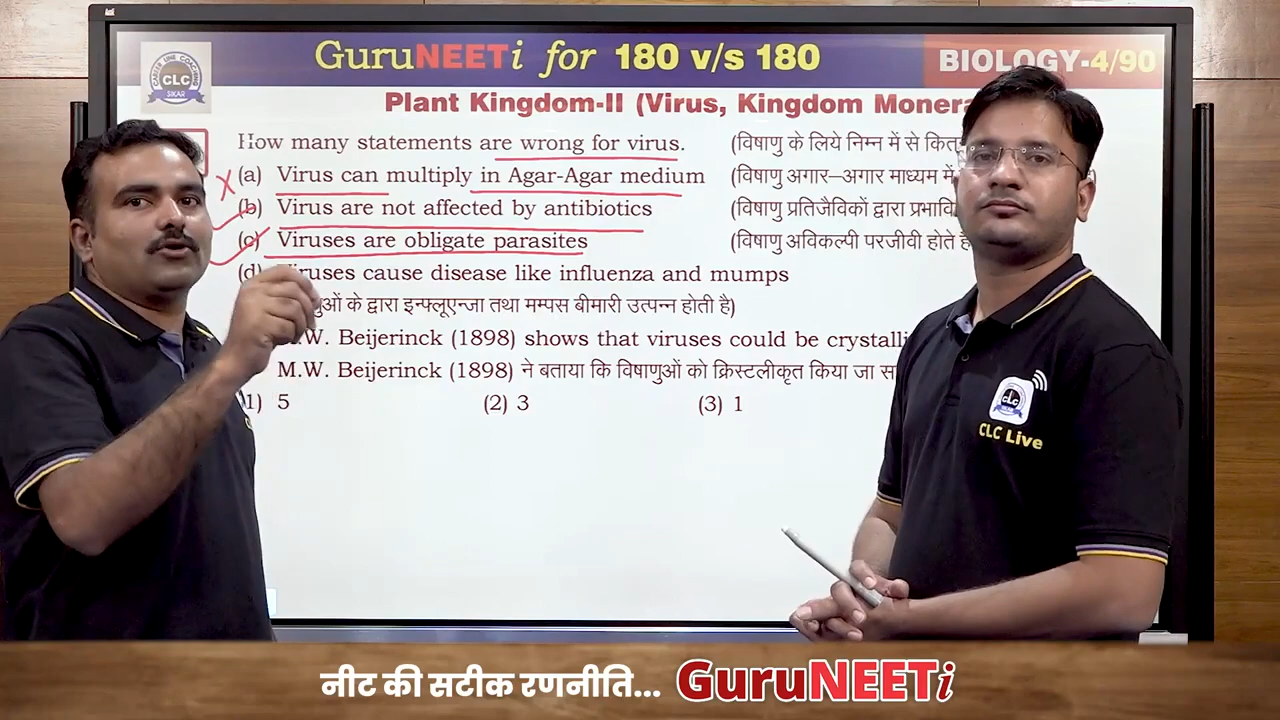 GuruNEETi for 180 v/s 180
BIOLOGY-4/90
CLC
SIKAR
Plant Kingdom-II (Virus, Kingdom Monera
How many statements are wrong for virus. (विषाणु के लिये निम्न में से
(a) Virus can multiply in Agar-Agar medium (विषाणु अगार–अगार माध्यम में
(b) Virus are not affected by antibiotics (विषाणु प्रतिजैविकों द्वारा
(c) Viruses are obligate parasites (विषाणु अविकल्पी परजीवी होते
(d) Viruses cause disease like influenza and mumps
के द्वारा इन्फ्लूएन्जा तथा मम्पस बीमारी उत्पन्न होती है)
M.W. Beijerinck (1898) shows that viruses could be
M.W. Beijerinck (1898) ने बताया कि विषाणुओं को क्रिस्टलीकृत किया जा
1) 5 (2) 3 (3) 1
CLC
CLC Live
नीट की सटीक रणनीति... GuruNEETi